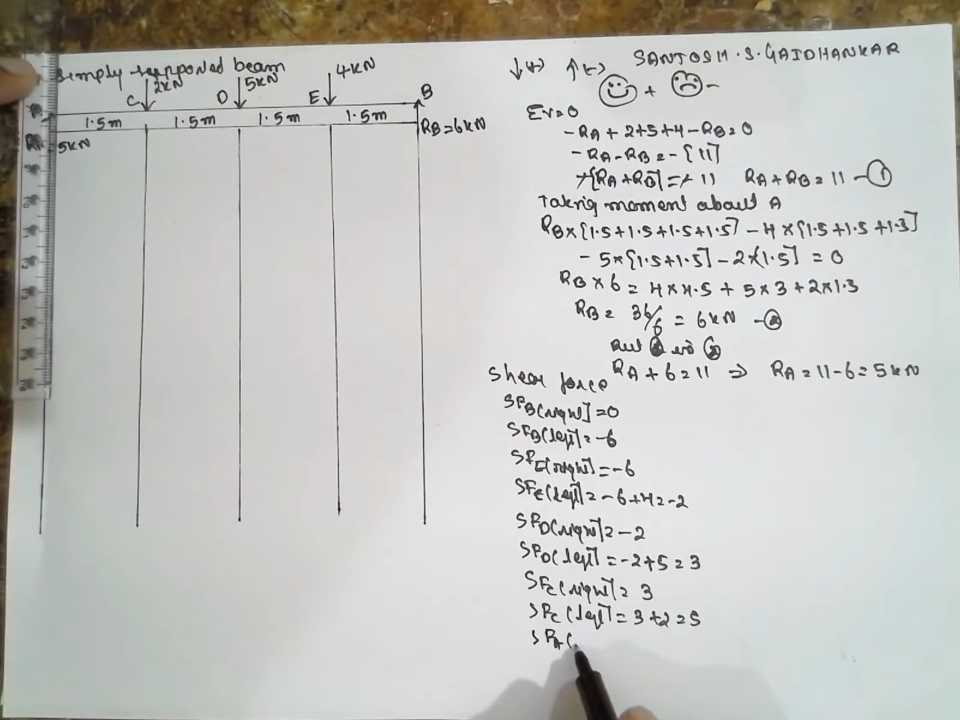 Simply supported beam
SANTOSH.S.GAIDHANKAR
2kN 5kN 4kN
C D E B
1.5m 1.5m 1.5m 1.5m
RA 5kN
RB=6kN
↓(+) ↑(-) + -
Σv=0
-RA+2+5+4-RB=0
-RA-RB=-[11]
-[RA+RB]=-11 RA+RB=11 -①
Taking moment about A
RB×[1.5+1.5+1.5+1.5]-4×[1.5+1.5+1.5]
-5×[1.5+1.5]-2×[1.5]=0
RB×6=4×4.5+5×3+2×1.5
RB=36/6=6kN -②
Put in
RA+6=11 ⇒ RA=11-6=5kN
Shear force
SFB(right]=0
SFB(left]=-6
SFE(right]=-6
SFE(left]=-6+4=-2
SFD(right]=-2
SFD(left]=-2+5=3
SFC(right]=3
SFC(left]=3+2=5
SFA(